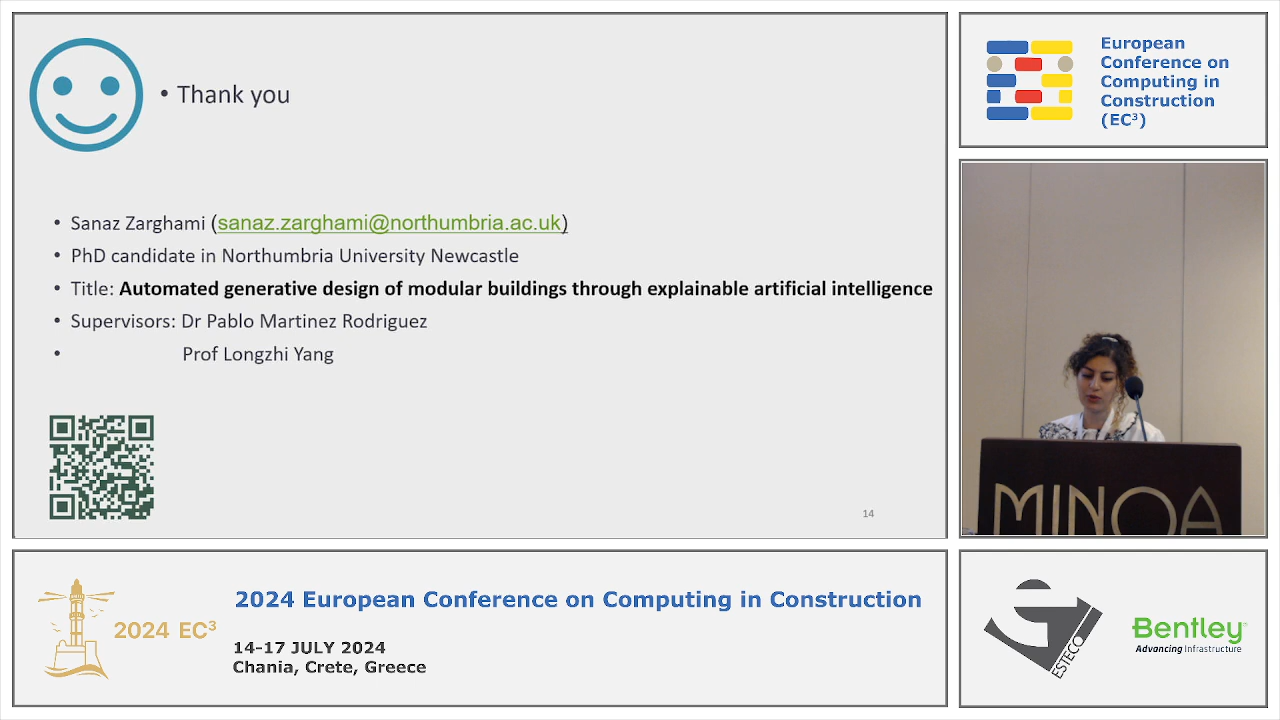 • Thank you
• Sanaz Zarghami (sanaz.zarghami@northumbria.ac.uk)
• PhD candidate in Northumbria University Newcastle
• Title: Automated generative design of modular buildings through explainable artificial intelligence
• Supervisors: Dr Pablo Martinez Rodriguez
• Prof Longzhi Yang
14
European
Conference on
Computing in
Construction
(EC³)
MINOA
2024 EC³
2024 European Conference on Computing in Construction
14-17 JULY 2024
Chania, Crete, Greece
ESTECO
Bentley®
Advancing Infrastructure